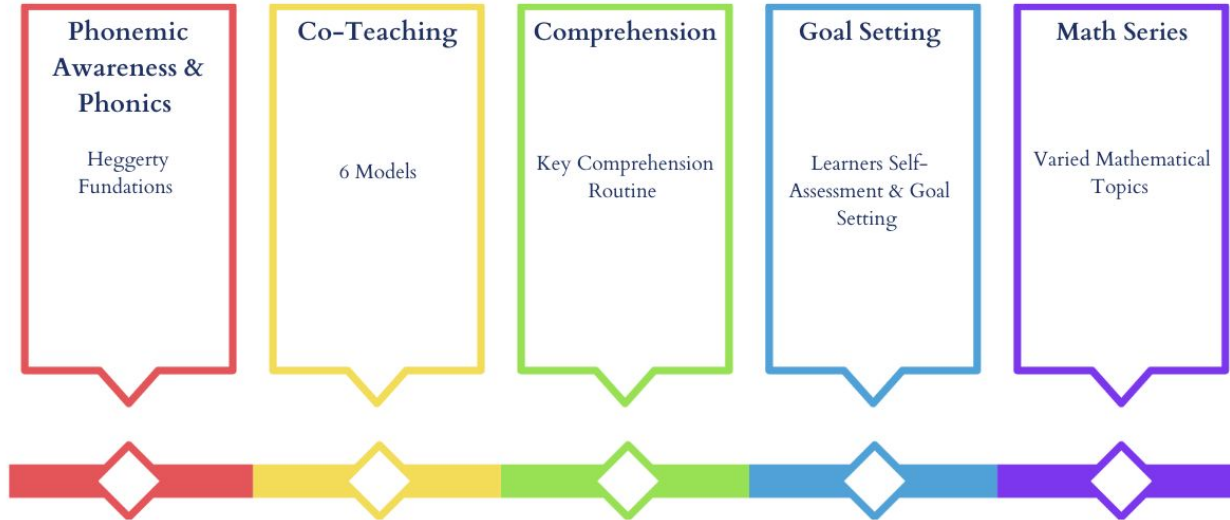 Phonemic
Awareness &
Phonics
Heggerty
Fundations
Co-Teaching
6 Models
Comprehension
Key Comprehension
Routine
Goal Setting
Learners Self-
Assessment & Goal
Setting
Math Series
Varied Mathematical
Topics